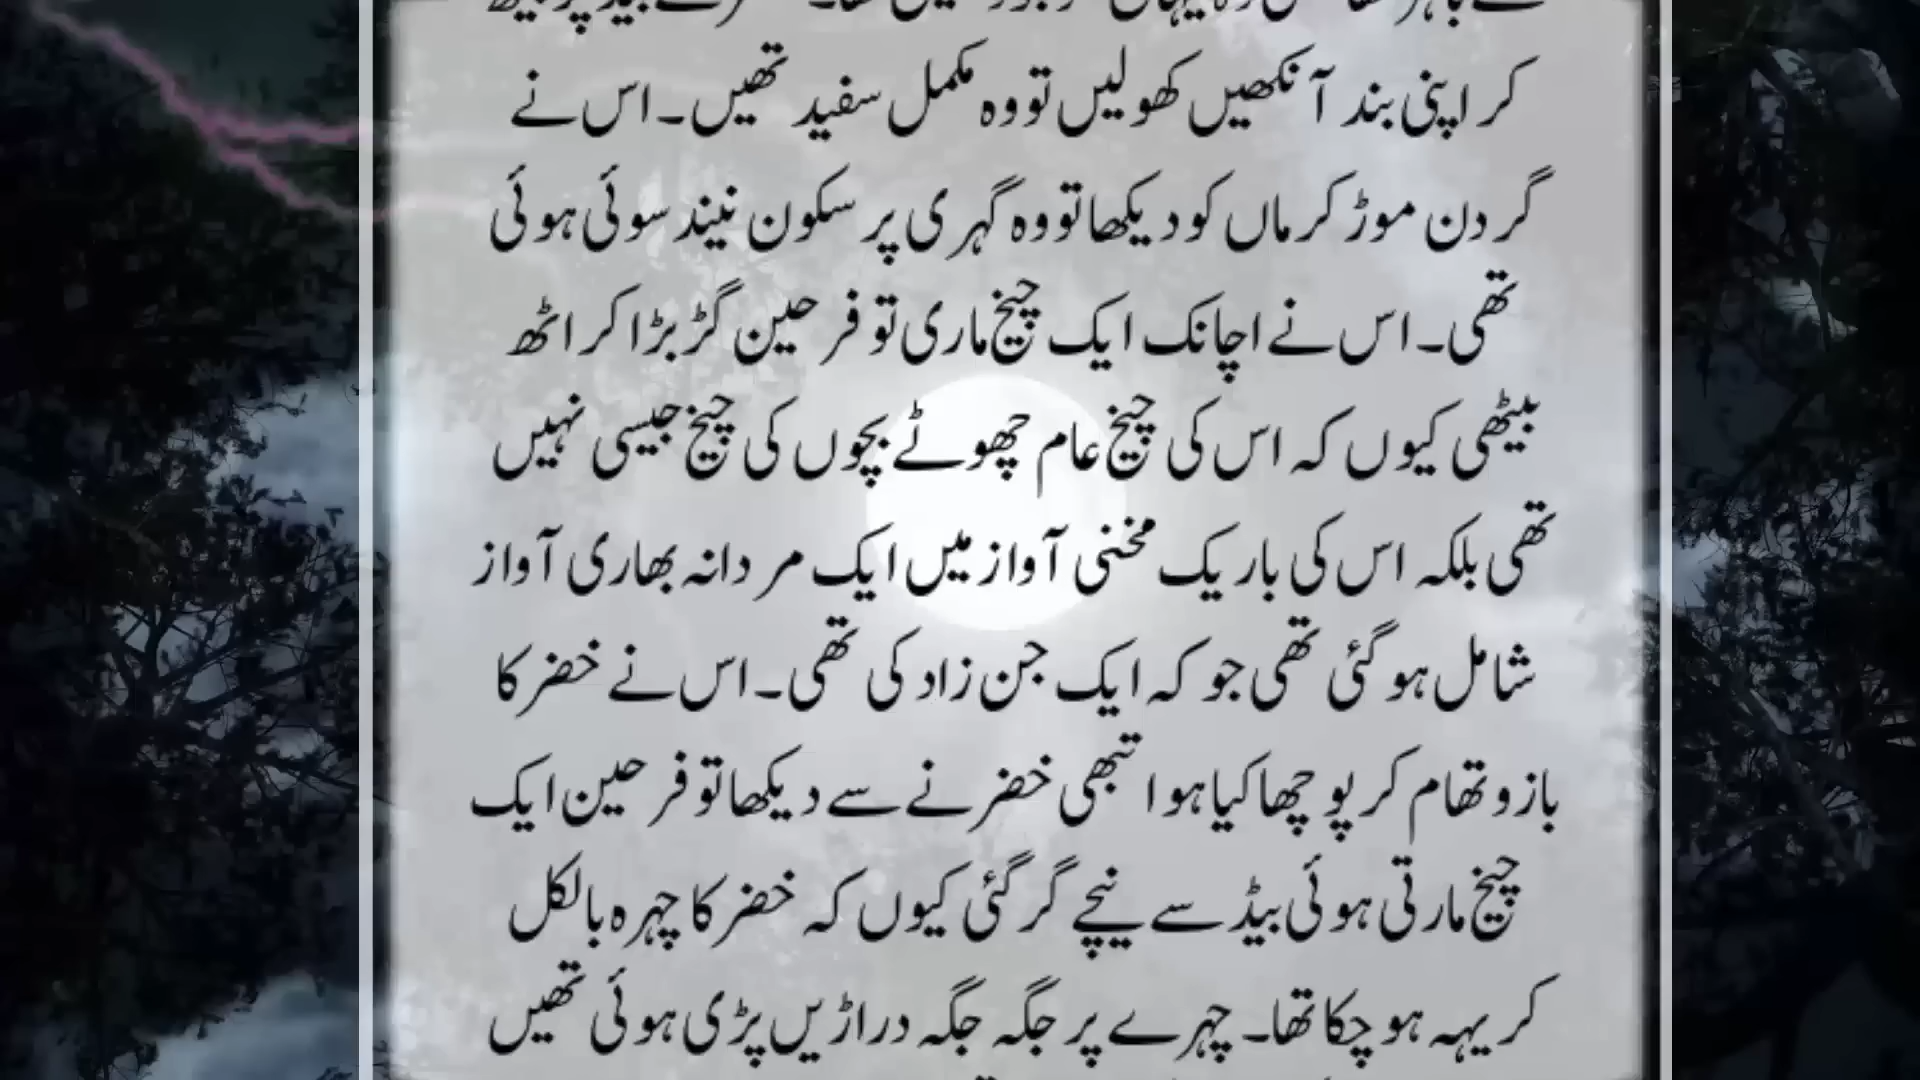 کر اپنی بند آنکھیں کھولیں تو وہ مکمل سفید تھیں۔ اس نے
گردن موڑ کر ماں کو دیکھا تو وہ گہری پر سکون نیند سوئی ہوئی
تھی۔ اس نے اچانک ایک چیخ ماری تو فرحین گڑبڑا کر اٹھ
بیٹھی کیوں کہ اس کی چیخ عام چھوٹے بچوں کی چیخ جیسی نہیں
تھی بلکہ اس کی باریک مخنی آواز میں ایک مردانہ بھاری آواز
شامل ہو گئی تھی جو کہ ایک جن زاد کی تھی۔ اس نے خضر کا
بازو تھام کر پوچھا کیا ہوا تبھی خضر نے سے دیکھا تو فرحین ایک
چیخ مارتی ہوئی بیڈ سے نیچے گر گئی کیوں کہ خضر کا چہرہ بالکل
کریہہ ہو چکا تھا۔ چہرے پر جگہ جگہ دراڑیں پڑی ہوئی تھیں